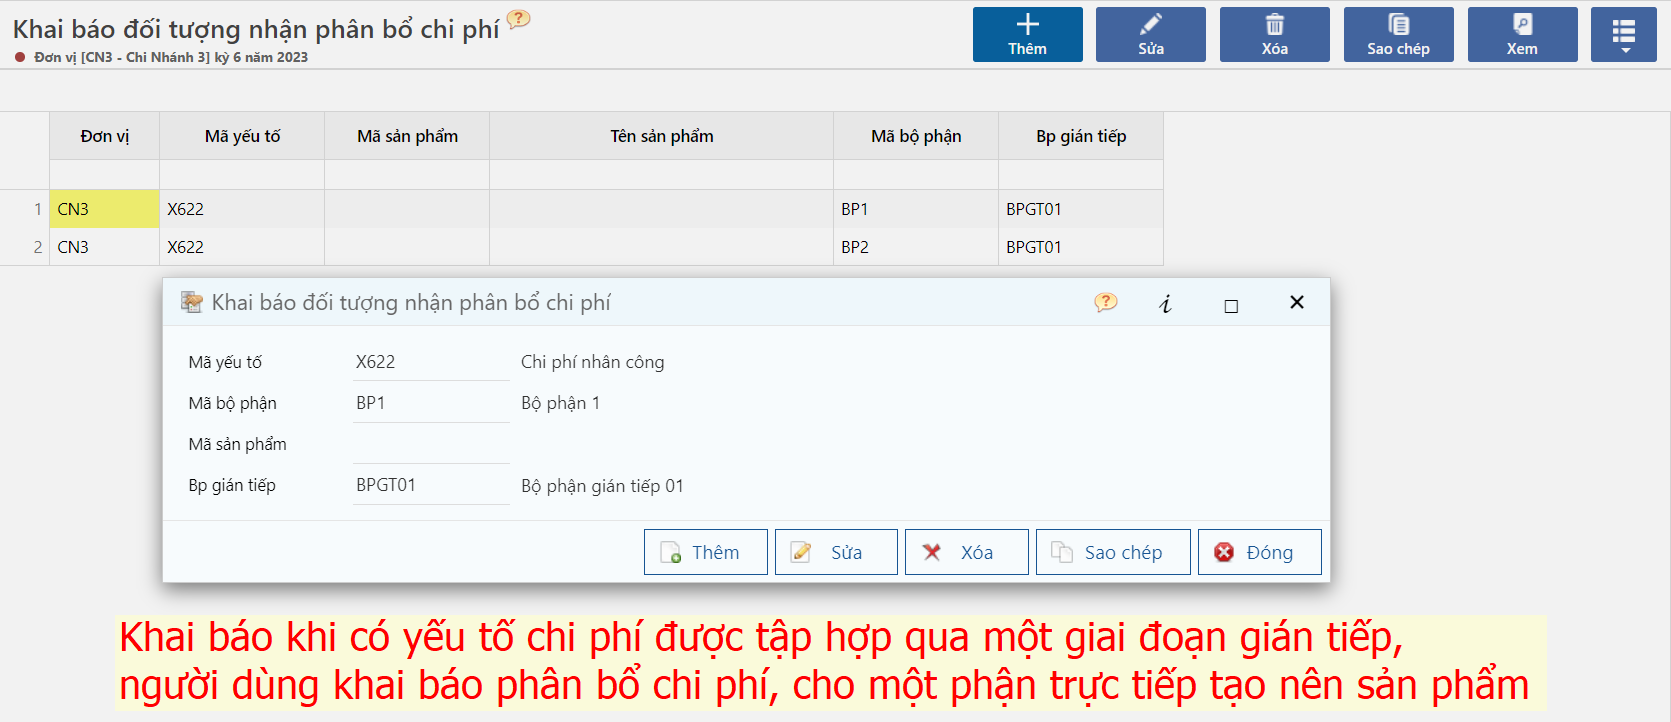 Khai báo đối tượng nhận phân bổ chi phí
Đơn vị [CN3 - Chi Nhánh 3] kỳ 6 năm 2023
Thêm
Sửa
Xóa
Sao chép
Xem
Đơn vị Mã yếu tố Mã sản phẩm Tên sản phẩm Mã bộ phận Bp gián tiếp
1 CN3 X622 BP1 BPGT01
2 CN3 X622 BP2 BPGT01
Khai báo đối tượng nhận phân bổ chi phí
Mã yếu tố X622 Chi phí nhân công
Mã bộ phận BP1 Bộ phận 1
Mã sản phẩm
Bp gián tiếp BPGT01 Bộ phận gián tiếp 01
Thêm Sửa Xóa Sao chép Đóng
Khai báo khi có yếu tố chi phí được tập hợp qua một giai đoạn gián tiếp,
người dùng khai báo phân bổ chi phí, cho một phận trực tiếp tạo nên sản phẩm